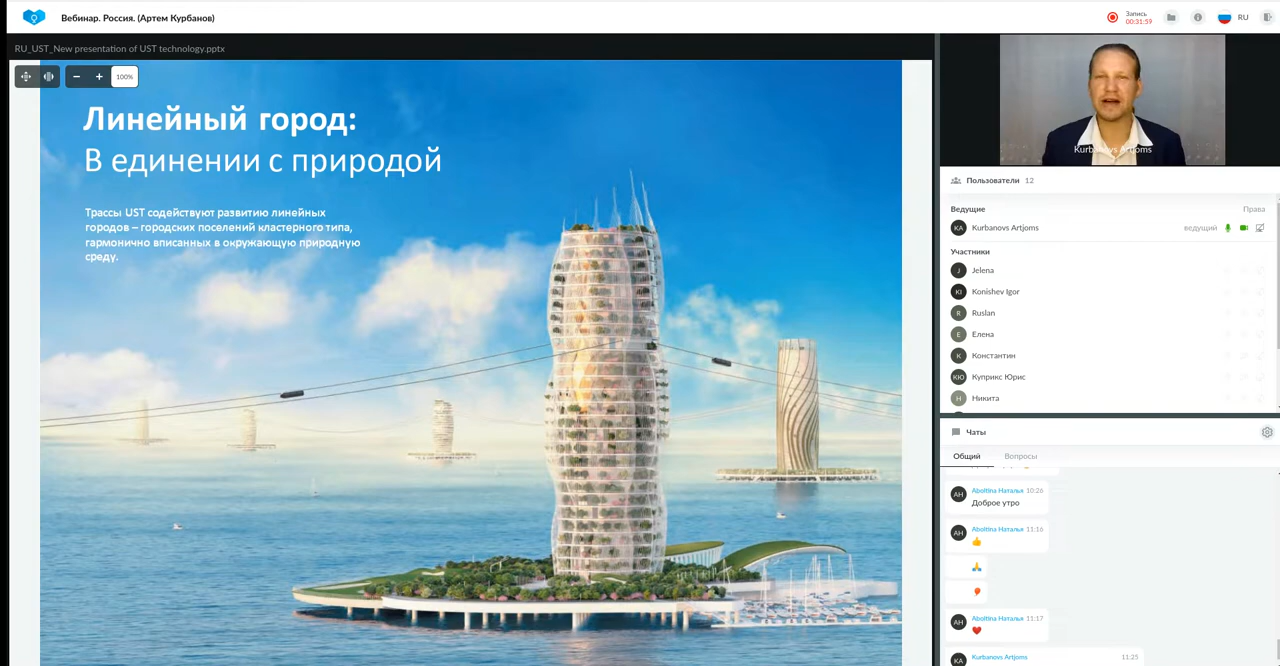 Вебинар. Россия. (Артем Курбанов)
Запись
00:31:59
RU
RU_UST_New presentation of UST technology.pptx
100%
Линейный город:
В единении с природой
Трассы UST содействуют развитию линейных
городов – городских поселений кластерного типа,
гармонично вписанных в окружающую природную
среду.
Kurbanovs Artjoms
Пользователи 12
Ведущие Права
KA Kurbanovs Artjoms ведущий
Участники
J Jelena
KI Konishev Igor
R Ruslan
Е Елена
К Константин
КЮ Куприкс Юрис
Н Никита
Чаты
Общий Вопросы
АН Aboltina Наталья 10:26
Доброе утро
АН Aboltina Наталья 11:16
👍
🙏
🎈
АН Aboltina Наталья 11:17
❤️
KA Kurbanovs Artjoms 11:25